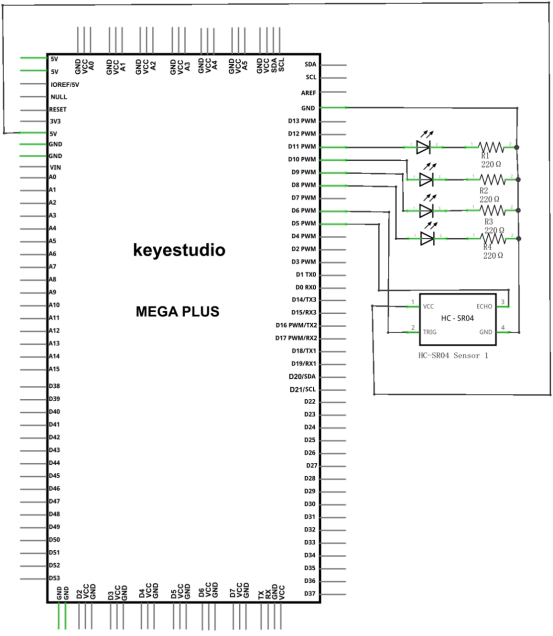 GND VCC A0
GND VCC A1
GND VCC A2
GND VCC A3
GND VCC A4
GND VCC A5
GND VCC SDA SCL
5V
5V
IOREF/5V
NULL
RESET
3V3
5V
GND
GND
VIN
A0
A1
A2
A3
A4
A5
A6
A7
A8
A9
A10
A11
A12
A13
A14
A15
D38
D39
D40
D41
D42
D43
D44
D45
D46
D47
D48
D49
D50
D51
D52
D53
keyestudio
MEGA PLUS
SDA
SCL
AREF
GND
D13 PWM
D12 PWM
D11 PWM
D10 PWM
D9 PWM
D8 PWM
D7 PWM
D6 PWM
D5 PWM
D4 PWM
D2 PWM
D3 PWM
D1 TX0
D0 RX0
D14/TX3
D15/RX3
D16 PWM/TX2
D17 PWM/RX2
D18/TX1
D19/RX1
D20/SDA
D21/SCL
D22
D23
D24
D25
D26
D27
D28
D29
D30
D31
D32
D33
D34
D35
D36
D37
R1
220Ω
R2
220Ω
R3
220Ω
R4
220Ω
1 VCC ECHO 3
HC - SR04
2 TRIG GND 4
HC-SR04 Sensor 1
GND GND
D2 VCC GND
D3 VCC GND
D4 VCC GND
D5 VCC GND
D6 VCC GND
D7 VCC GND
TX RX GND VCC